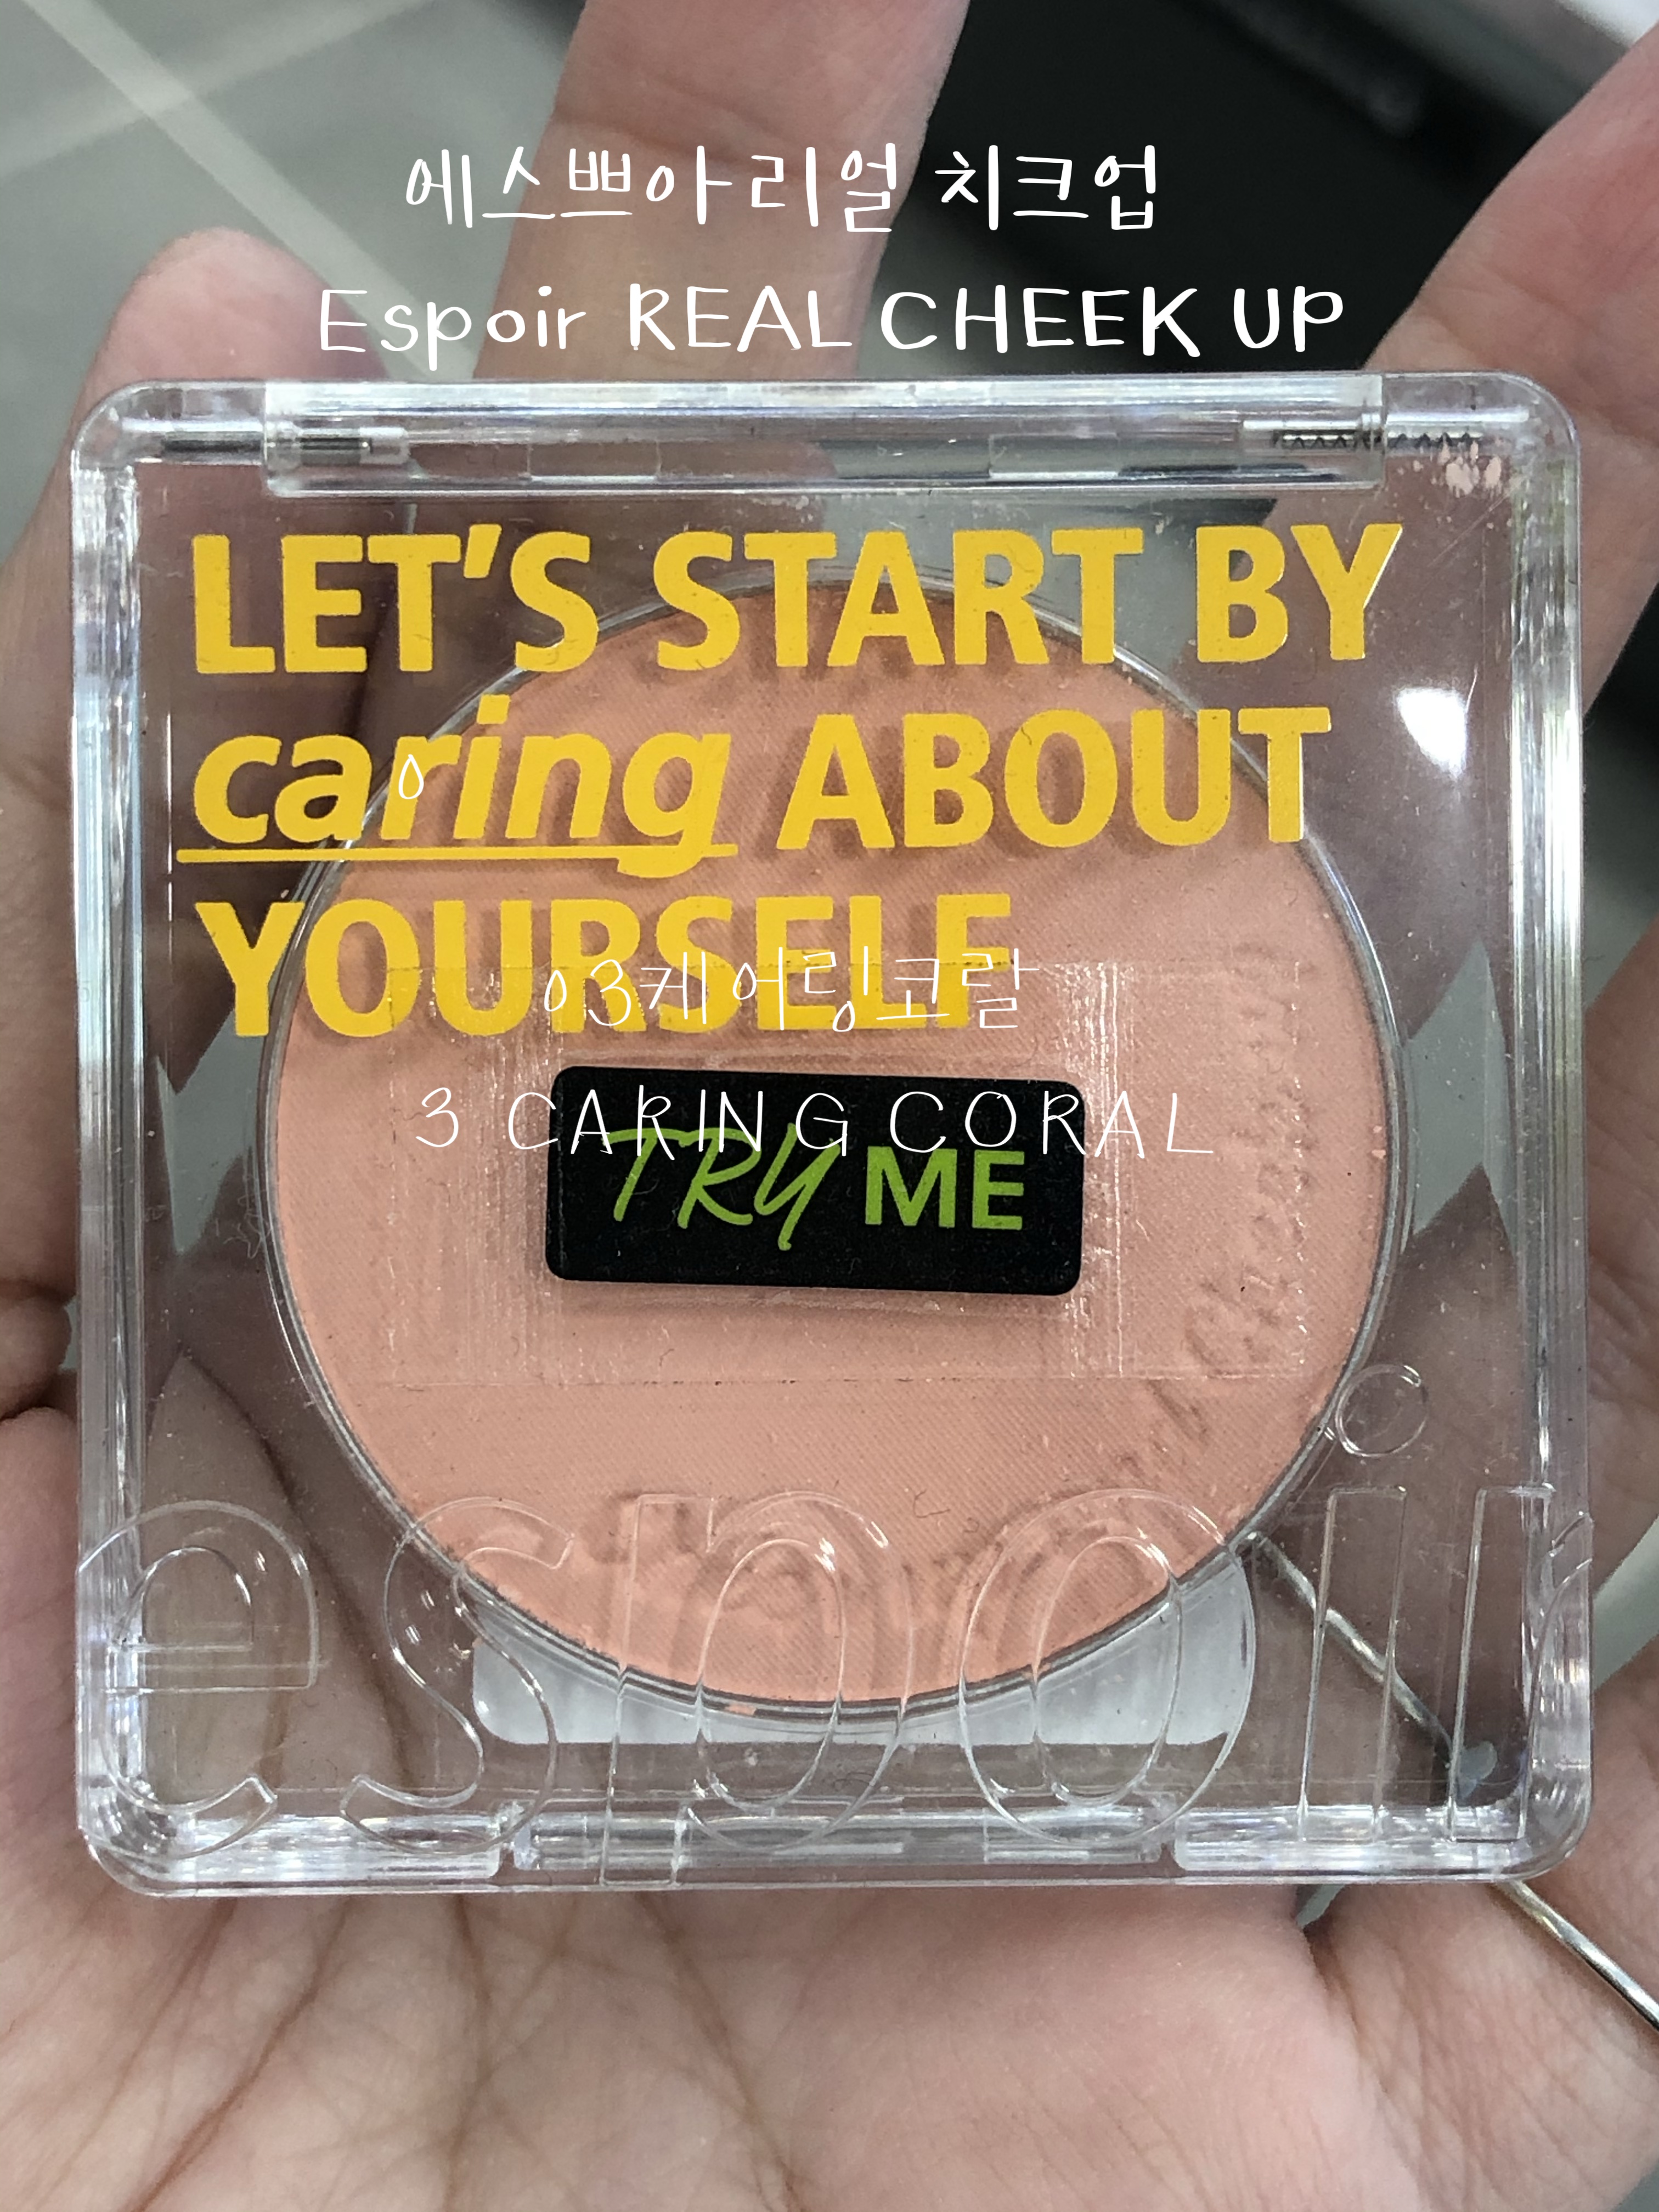 에스쁘아 리얼 치크업
Espoir REAL CHEEK UP
LET'S START BY
caring ABOUT
YOURSELF
03케어링코랄
3 CARING CORAL
TRY ME
espoir